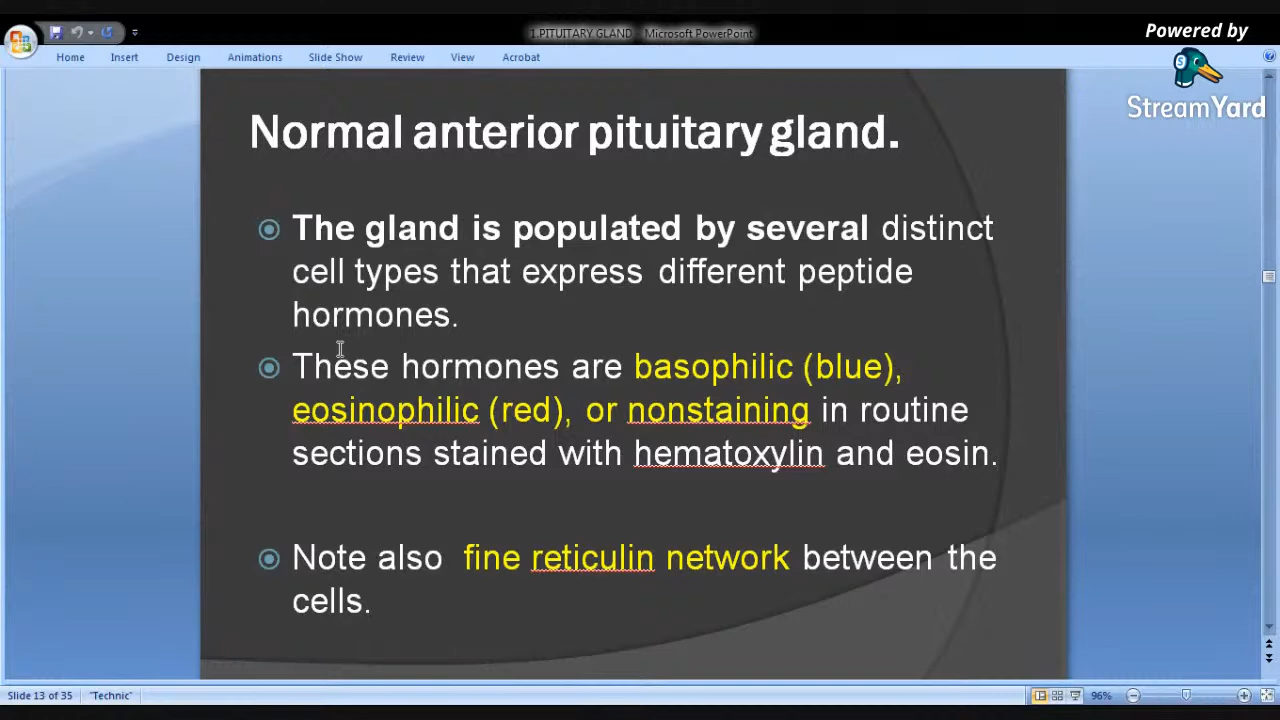 1.PITUITARY GLAND - Microsoft PowerPoint
Powered by
StreamYard
Home Insert Design Animations Slide Show Review View Acrobat
Normal anterior pituitary gland.
The gland is populated by several distinct
cell types that express different peptide
hormones.
These hormones are basophilic (blue),
eosinophilic (red), or nonstaining in routine
sections stained with hematoxylin and eosin.
Note also fine reticulin network between the
cells.
Slide 13 of 35 "Technic" 96%